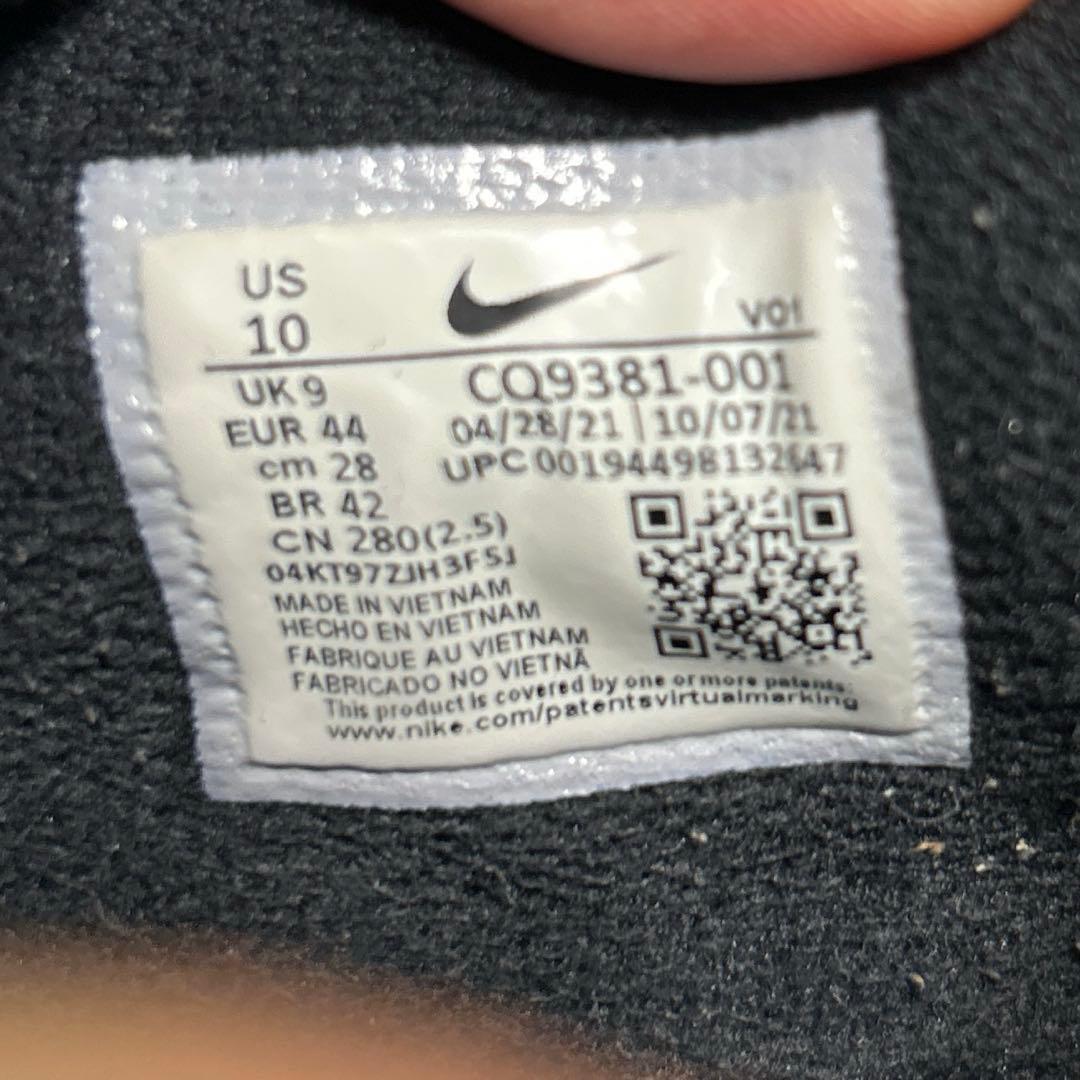 US
10
VO!
UK 9
CQ9381-001
EUR 44
04/28/21 | 10/07/21
cm 28
UPC 00194498132647
BR 42
CN 280(2.5)
04KT97ZJH3F5J
MADE IN VIETNAM
HECHO EN VIETNAM
FABRIQUE AU VIETNAM
FABRICADO NO VIETNÃ
This product is covered by one or more patents:
www.nike.com/patentsvirtualmarking